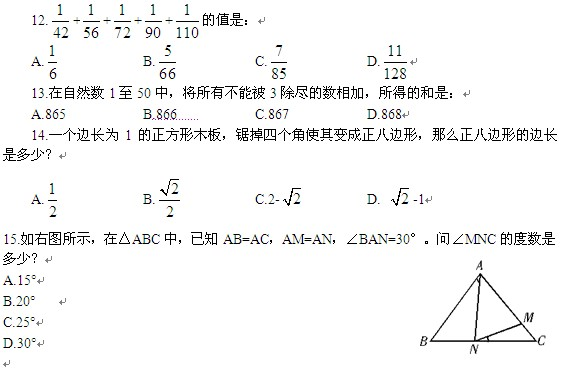 12. 1/42 + 1/56 + 1/72 + 1/90 + 1/110 的值是：
A. 1/6 B. 5/66 C. 7/85 D. 11/128
13.在自然数 1 至 50 中，将所有不能被 3 除尽的数相加，所得的和是：
A.865 B.866 C.867 D.868
14.一个边长为 1 的正方形木板，锯掉四个角使其变成正八边形，那么正八边形的边长
是多少？
A. 1/2 B. √2/2 C.2-√2 D. √2-1
15.如右图所示，在△ABC 中，已知 AB=AC，AM=AN，∠BAN=30°。问∠MNC 的度数是
多少？
A.15°
B.20°
C.25°
D.30°
A
M
B
N
C